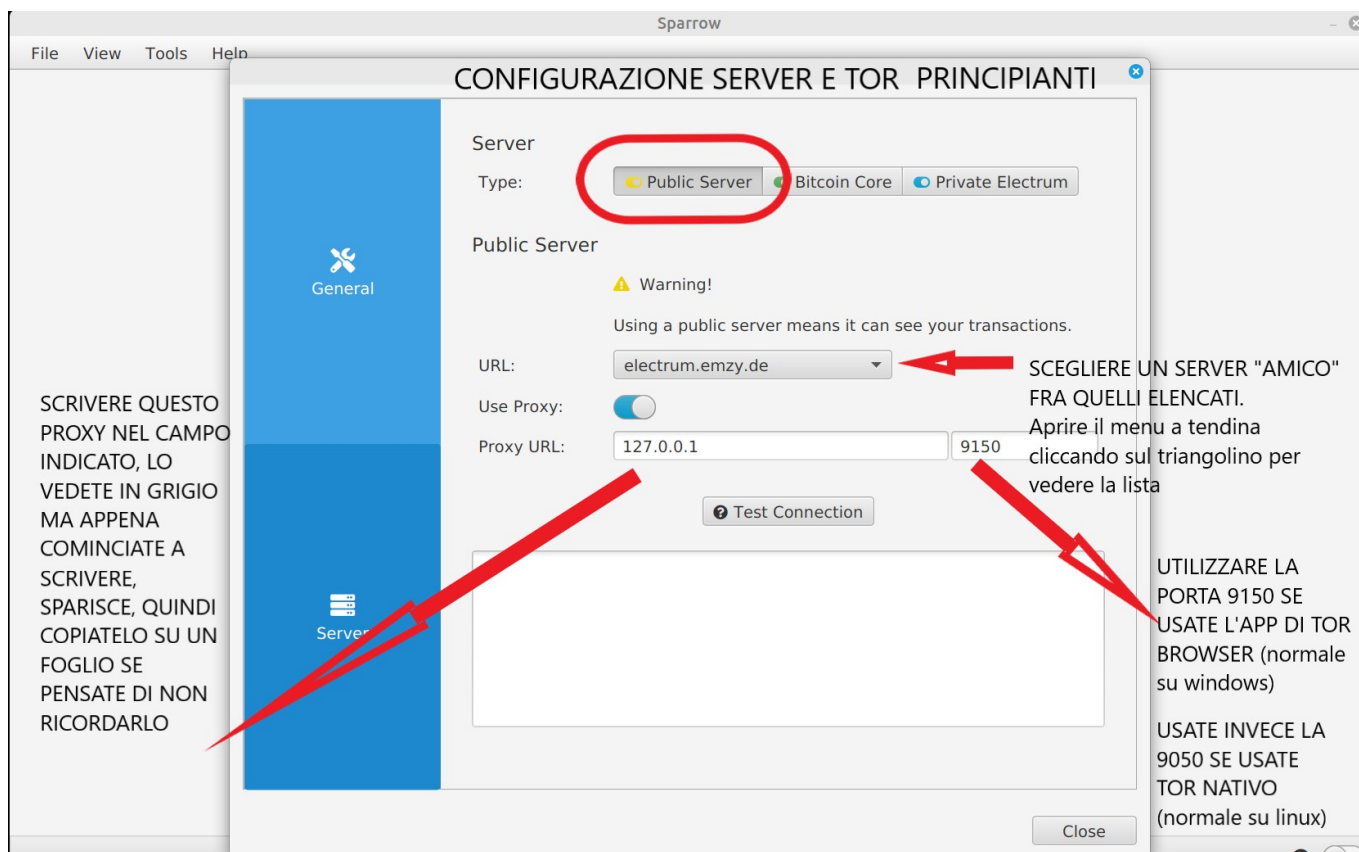 Sparrow
File View Tools Help
CONFIGURAZIONE SERVER E TOR PRINCIPIANTI
Server
Type:
Public Server
Bitcoin Core
Private Electrum
Public Server
General
Warning!
Using a public server means it can see your transactions.
URL:
electrum.emzy.de
Use Proxy:
Proxy URL:
127.0.0.1
9150
Test Connection
Server
Close
SCEGLIERE UN SERVER "AMICO"
FRA QUELLI ELENCATI.
Aprire il menu a tendina
cliccando sul triangolino per
vedere la lista
SCRIVERE QUESTO
PROXY NEL CAMPO
INDICATO, LO
VEDETE IN GRIGIO
MA APPENA
COMINCIATE A
SCRIVERE,
SPARISCE, QUINDI
COPIATELO SU UN
FOGLIO SE
PENSATE DI NON
RICORDARLO
UTILIZZARE LA
PORTA 9150 SE
USATE L'APP DI TOR
BROWSER (normale
su windows)
USATE INVECE LA
9050 SE USATE
TOR NATIVO
(normale su linux)